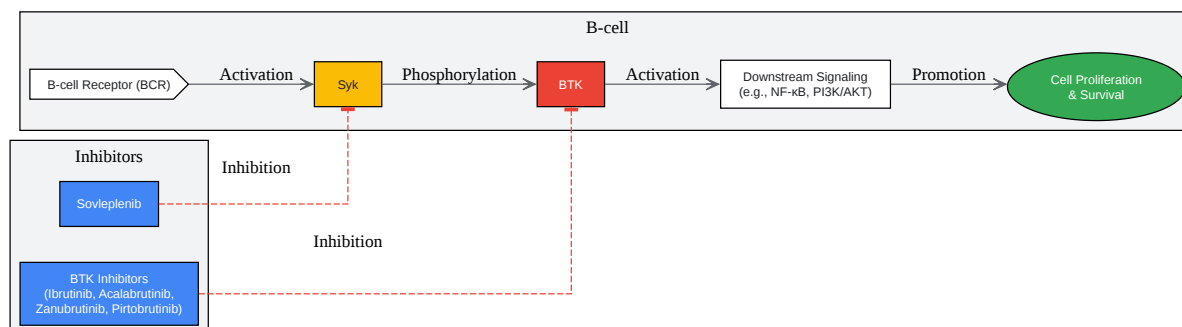 B-cell
B-cell Receptor (BCR)
Activation
Syk
Phosphorylation
BTK
Activation
Downstream Signaling
(e.g., NF-κB, PI3K/AKT)
Promotion
Cell Proliferation
& Survival
Inhibitors
Inhibition
Sovleplenib
Inhibition
BTK Inhibitors
(Ibrutinib, Acalabrutinib,
Zanubrutinib, Pirtobrutinib)